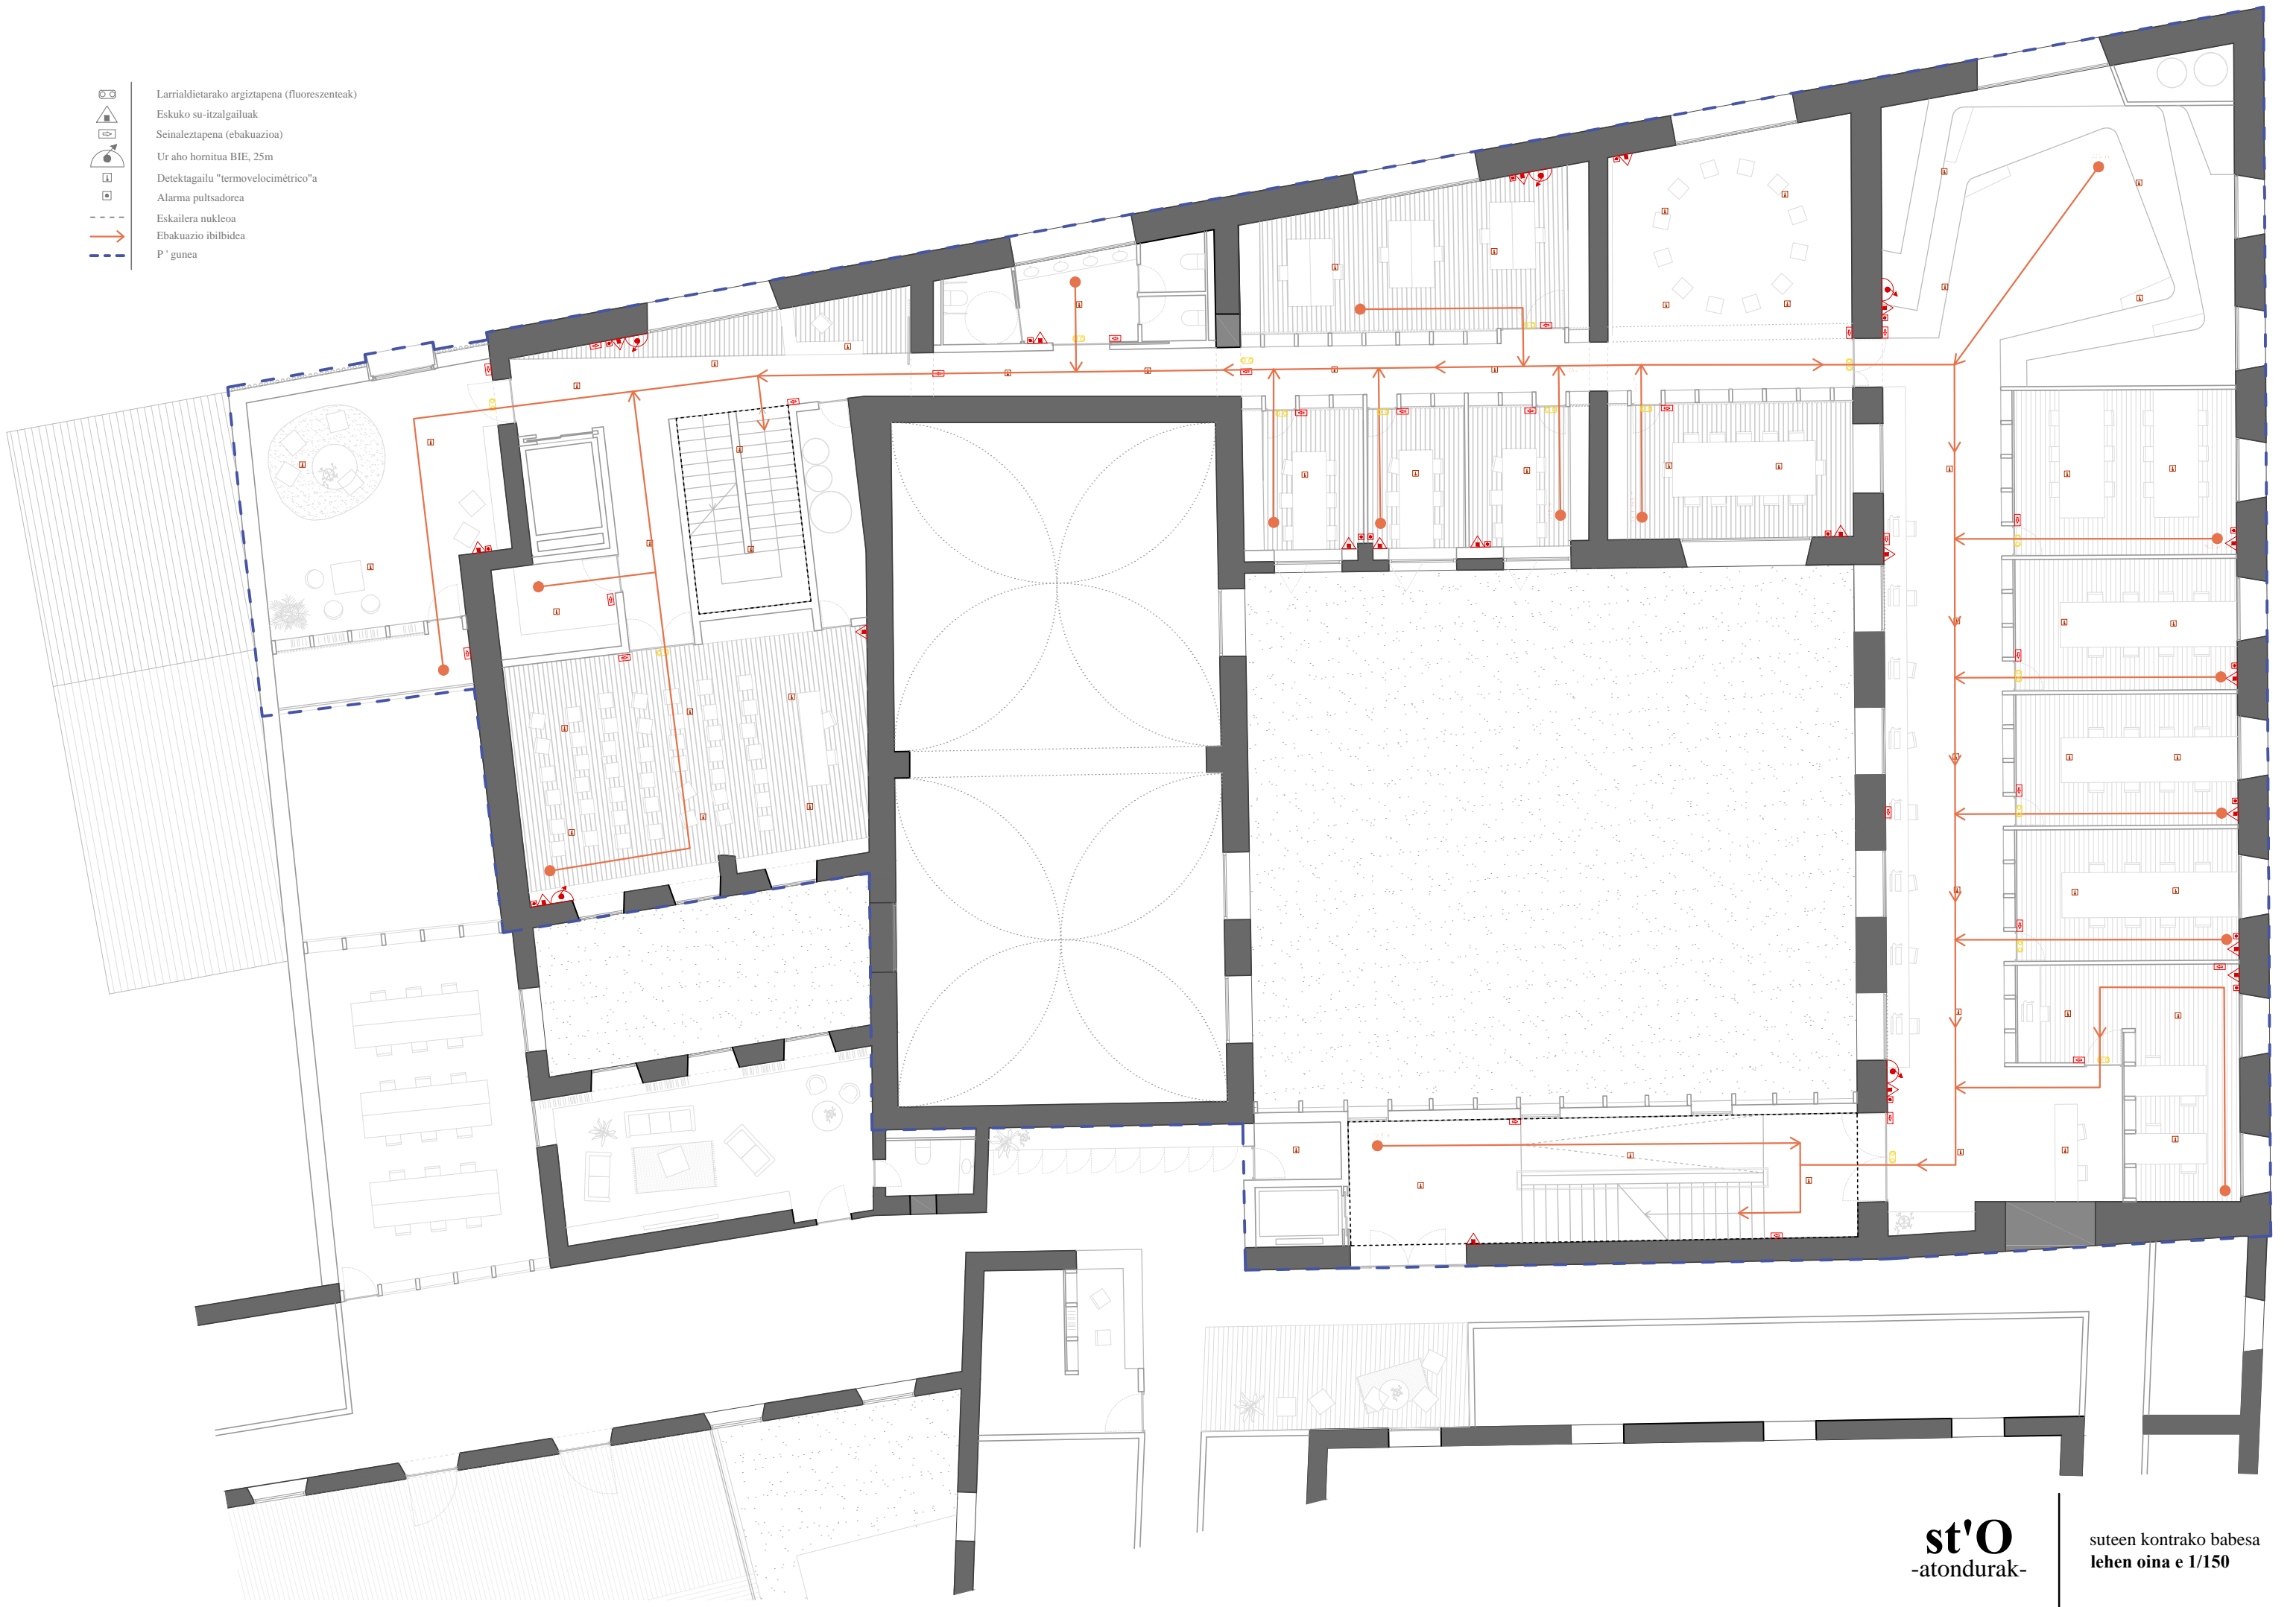 Larrialdietarako argiztapena (fluoreszenteak)
Eskuko su-itzalgailuak
Seinaleztapena (ebakuazioa)
Ur aho hornitua BIE, 25m
Detektagailu "termovelocimétrico"a
Alarma pultsadorea
Eskailera nukleoa
Ebakuazio ibilbidea
P ' gunea
st'O
-atondurak-
suteen kontrako babesa
lehen oina e 1/150